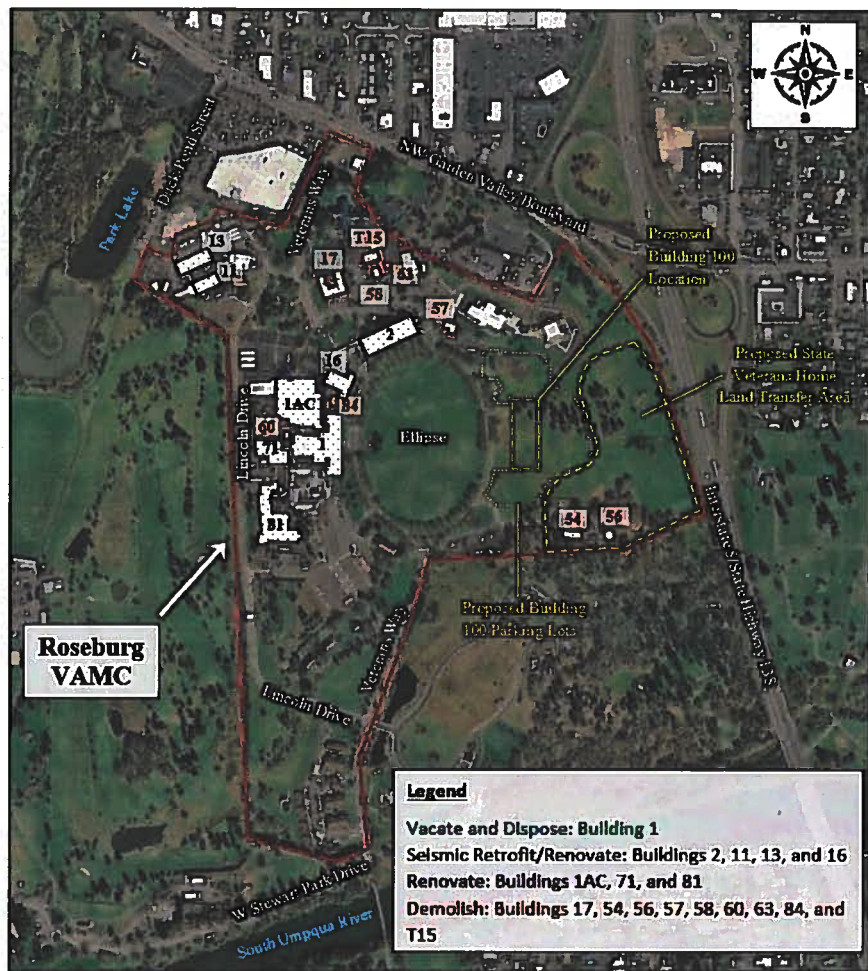 N
W E
S
Duck Pond Street
NW Garden Valley Boulevard
Park Lake
Veterans Way
Proposed
Building 100
Location
13
T15
11
17
63
58
57
Proposed State
Veterans Home
Land Transfer Area
2
16
Lincoln Drive
1AC
84
60
71
1
Ellipse
81
54
56
Interstate 5/State Highway 138
Proposed Building
100 Parking Lots
Veterans Way
Roseburg
VAMC
Lincoln Drive
Legend
Vacate and Dispose: Building 1
Seismic Retrofit/Renovate: Buildings 2, 11, 13, and 16
Renovate: Buildings 1AC, 71, and 81
Demolish: Buildings 17, 54, 56, 57, 58, 60, 63, 84, and
T15
W Stewart Park Drive
South Umpqua River